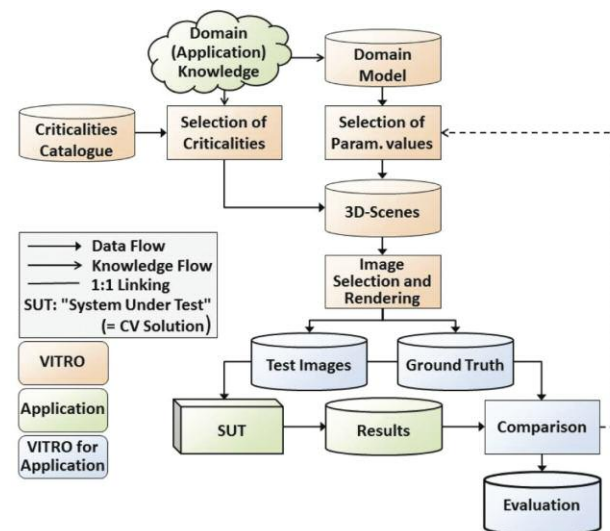 Domain
(Application)
Knowledge
Domain
Model
Criticalities
Catalogue
Selection of
Criticalities
Selection of
Param. values
3D-Scenes
Data Flow
Knowledge Flow
1:1 Linking
SUT: "System Under Test"
(= CV Solution)
Image
Selection and
Rendering
VITRO
Test Images
Ground Truth
Application
SUT
Results
Comparison
VITRO for
Application
Evaluation